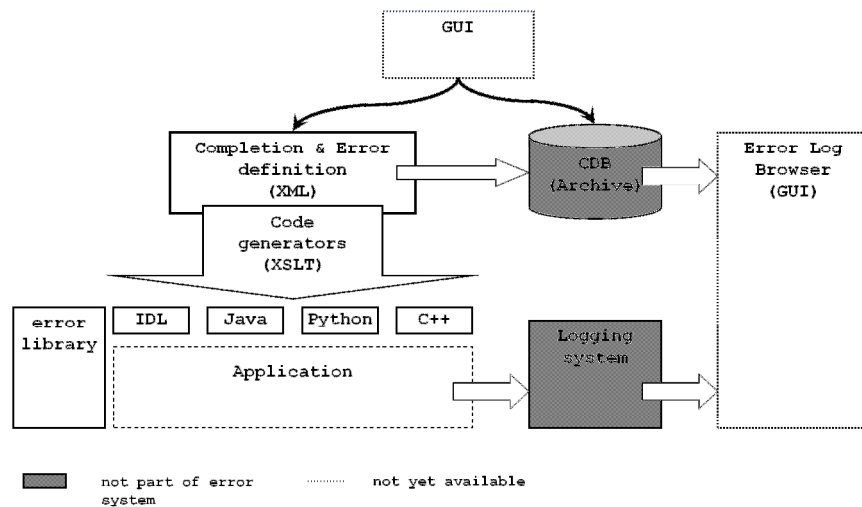 GUI
Completion & Error
definition
(XML)
CDB
(Archive)
Error Log
Browser
(GUI)
Code
generators
(XSLT)
error
library
IDL
Java
Python
C++
Application
Logging
system
not part of error
system
not yet available